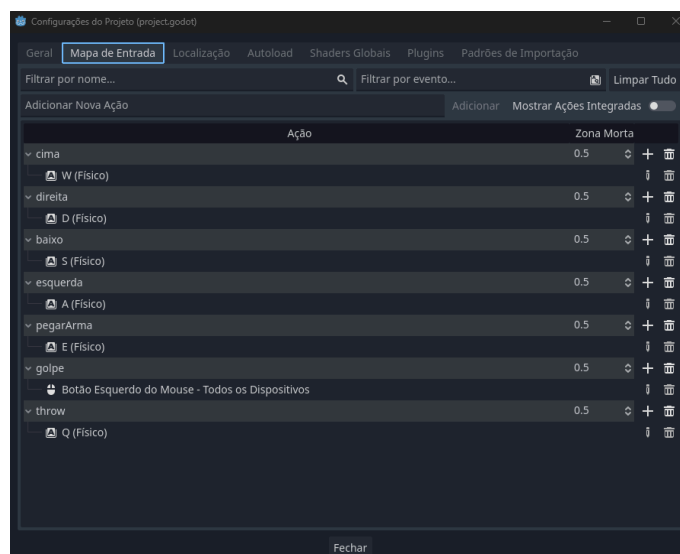 Configurações do Projeto (project.godot)
Geral Mapa de Entrada Localização Autoload Shaders Globais Plugins Padrões de Importação
Filtrar por nome... Filtrar por evento... Limpar Tudo
Adicionar Nova Ação Adicionar Mostrar Ações Integradas
Ação Zona Morta
cima 0.5
W (Físico)
direita 0.5
D (Físico)
baixo 0.5
S (Físico)
esquerda 0.5
A (Físico)
pegarArma 0.5
E (Físico)
golpe 0.5
Botão Esquerdo do Mouse - Todos os Dispositivos
throw 0.5
Q (Físico)
Fechar